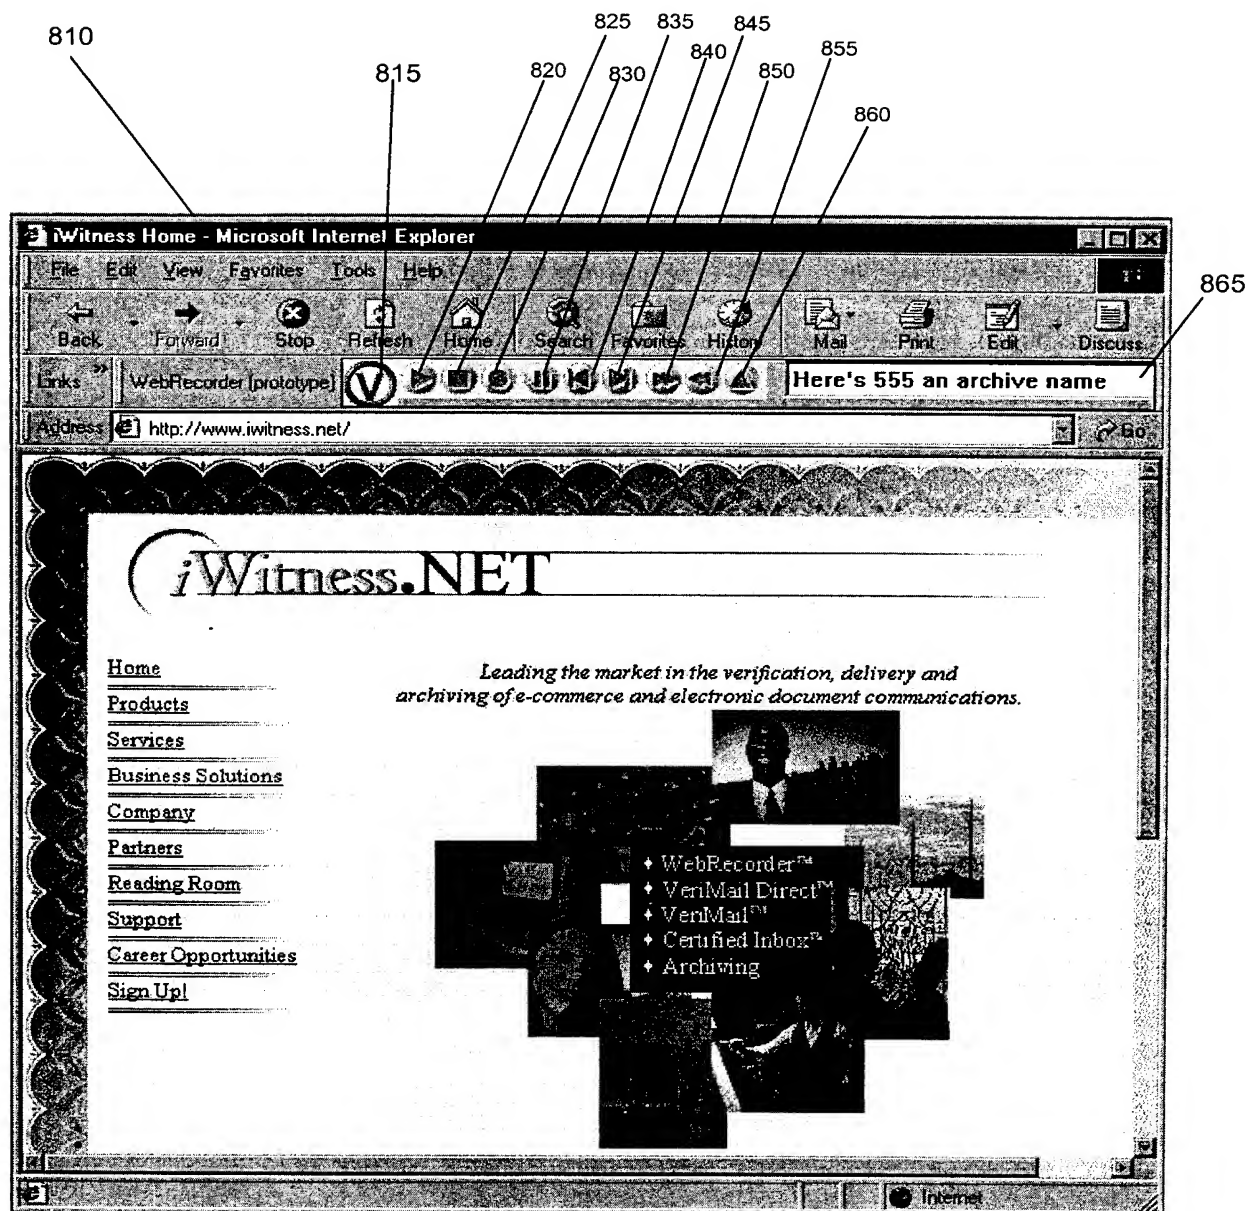 825 835 845
810 840 855
815 820 830 850
860
iWitness Home - Microsoft Internet Explorer
865
File Edit View Favorites Tools Help
Back Forward Stop Refresh Home Search Favorites History Mail Print Edit Discuss
Links » WebRecorder (prototype) V Here's 555 an archive name
Address http://www.iwitness.net/ Go
iWitness.NET
Home
Products
Services
Business Solutions
Company
Partners
Reading Room
Support
Career Opportunities
Sign Up!
Leading the market in the verification, delivery and
archiving of e-commerce and electronic document communications.
♦ WebRecorder™
♦ VeriMail Direct™
♦ VeriMail™
♦ Certified Inbox™
♦ Archiving
Internet